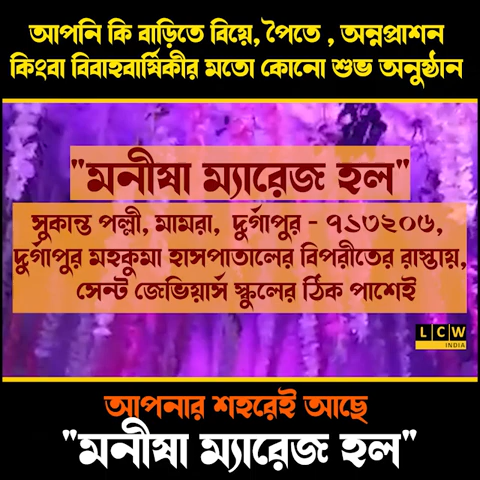 আপনি কি বাড়িতে বিয়ে, পৈতে , অন্নপ্রাশন
কিংবা বিবাহবার্ষিকীর মতো কোনো শুভ অনুষ্ঠান
"মনীষা ম্যারেজ হল"
সুকান্ত পল্লী, মামরা, দুর্গাপুর - ৭১৩২০৬,
দুর্গাপুর মহকুমা হাসপাতালের বিপরীতের রাস্তায়,
সেন্ট জেভিয়ার্স স্কুলের ঠিক পাশেই
LCW
INDIA
আপনার শহরেই আছে
"মনীষা ম্যারেজ হল"